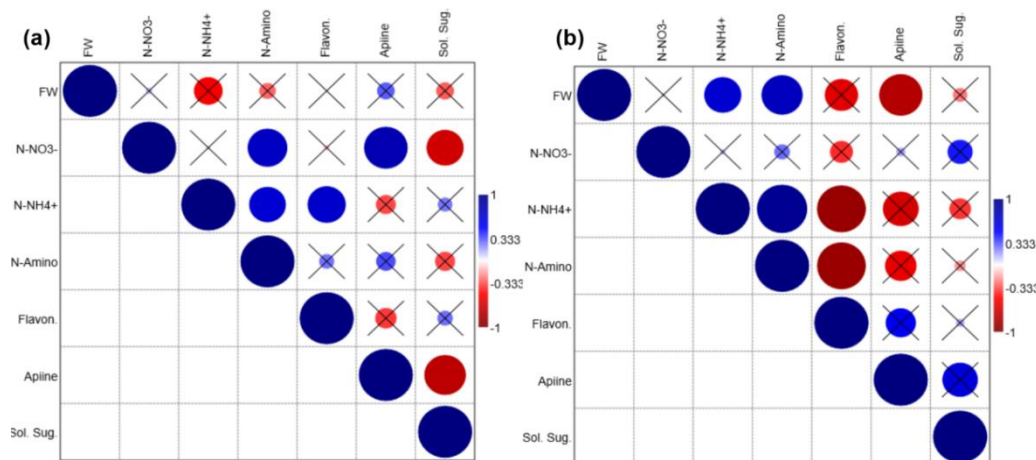 (a)
FW
N-NO3-
N-NH4+
N-Amino
Flavon.
Apiine
Sol. Sug.
FW
N-NO3-
N-NH4+
N-Amino
Flavon.
Apiine
Sol. Sug.
1
0.333
-0.333
-1
(b)
FW
N-NO3-
N-NH4+
N-Amino
Flavon.
Apiine
Sol. Sug.
FW
N-NO3-
N-NH4+
N-Amino
Flavon.
Apiine
Sol. Sug.
1
0.333
-0.333
-1